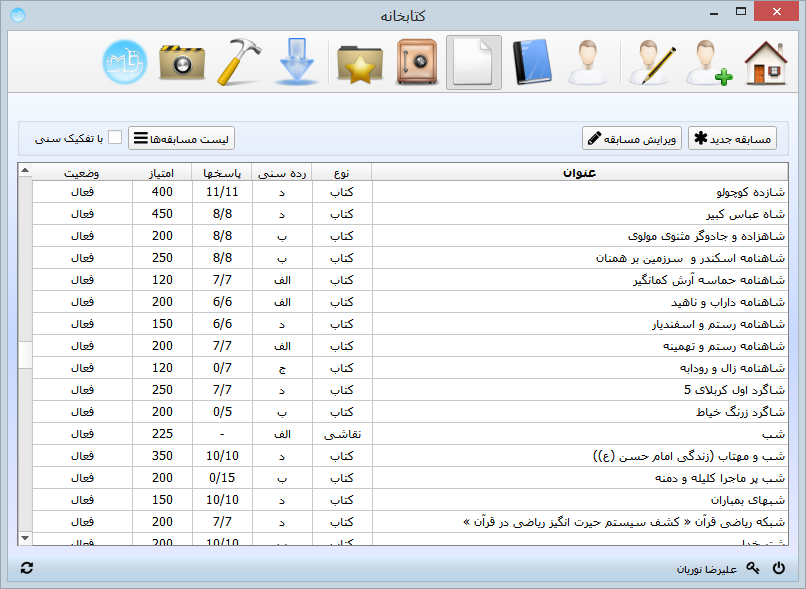 کتابخانه
مسابقه جدید ویرایش مسابقه لیست مسابقه‌ها با تفکیک سنی
عنوان نوع رده سنی پاسخها امتیاز وضعیت
شازده کوچولو کتاب د 11/11 400 فعال
شاه عباس کبیر کتاب د 8/8 450 فعال
شاهزاده و جادوگر مثنوی مولوی کتاب ب 8/8 200 فعال
شاهنامه اسکندر و سرزمین بر همنان کتاب ب 8/8 250 فعال
شاهنامه حماسه آرش کمانگیر کتاب الف 7/7 120 فعال
شاهنامه داراب و ناهید کتاب الف 6/6 200 فعال
شاهنامه رستم و اسفندیار کتاب د 6/6 150 فعال
شاهنامه رستم و تهمینه کتاب الف 7/7 200 فعال
شاهنامه زال و رودابه کتاب ج 0/7 120 فعال
شاگرد اول کربلای 5 کتاب د 7/7 250 فعال
شاگرد زرنگ خیاط کتاب ب 0/5 200 فعال
شب نقاشی الف - 225 فعال
شب و مهتاب (زندگی امام حسن (ع)) کتاب د 10/10 350 فعال
شب پر ماجرا کلیله و دمنه کتاب ب 0/15 200 فعال
شبهای بمباران کتاب د 10/10 150 فعال
شبکه ریاضی قرآن « کشف سیستم حیرت انگیز ریاضی در قرآن » کتاب د 7/7 200 فعال
کتاب 10/10 200 فعال
علیرضا نوریان